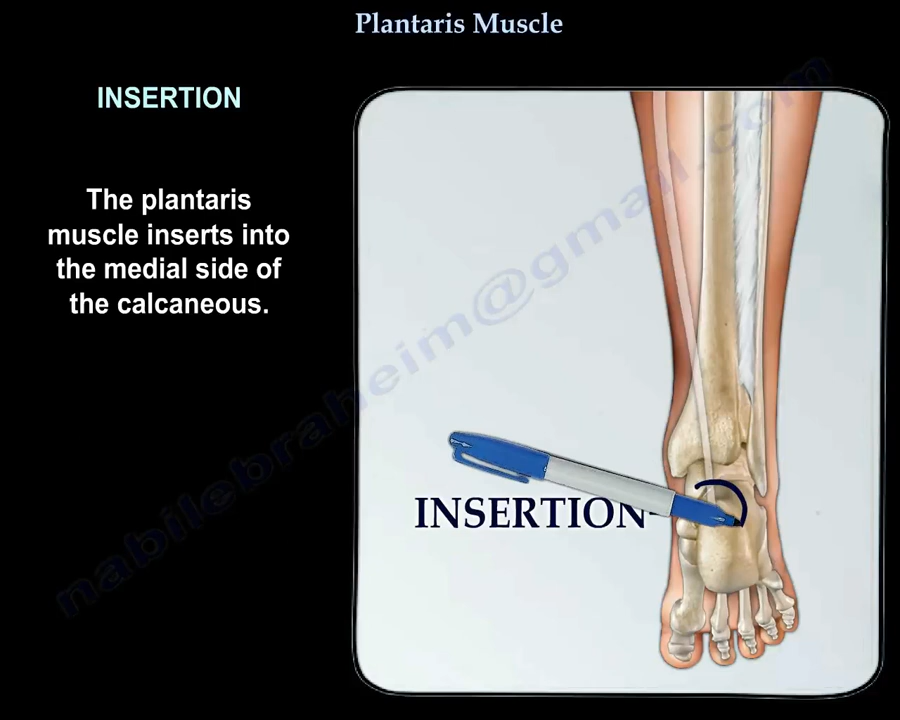 Plantaris Muscle
INSERTION
The plantaris
muscle inserts into
the medial side of
the calcaneous.
INSERTION
nabilebraheim@gmail.com